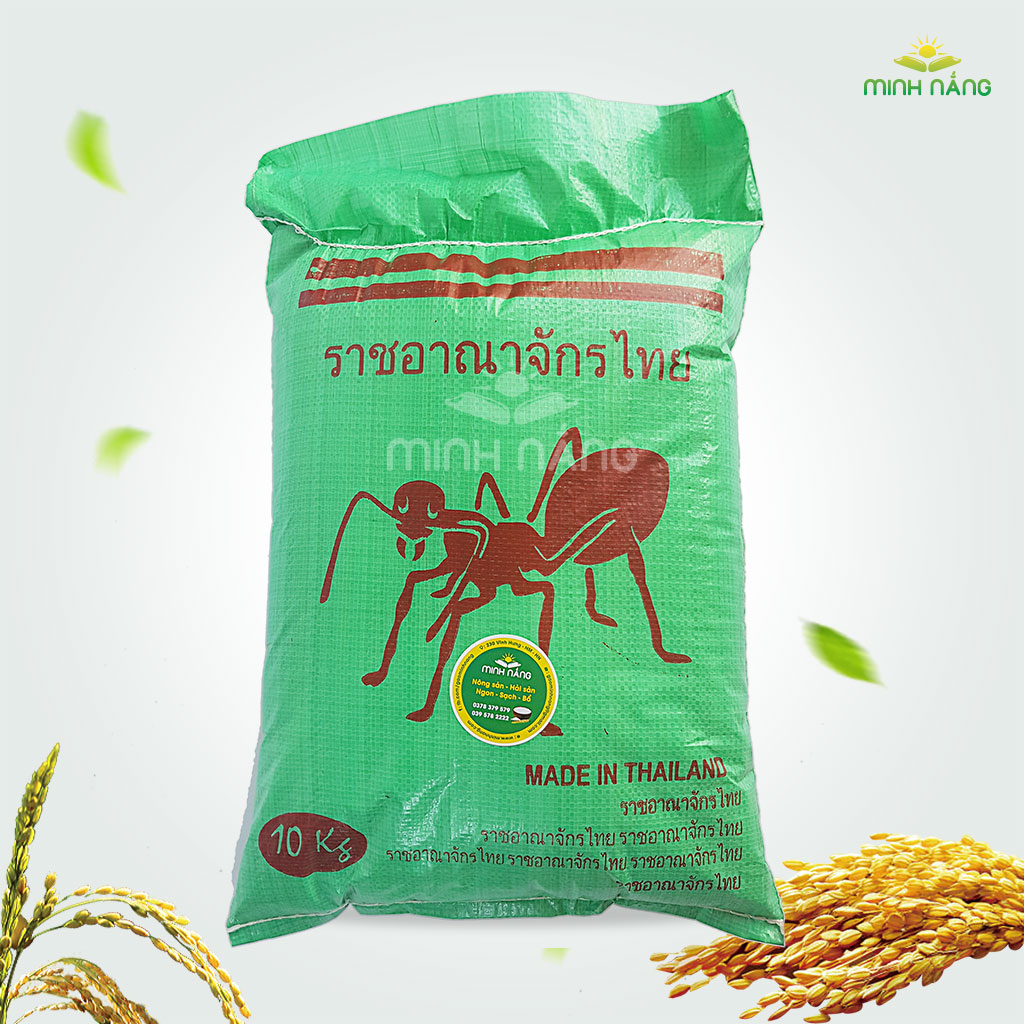 MINH NẮNG
ราชอาณาจักรไทย
MINH NẮNG
230 Vĩnh Hưng - HM - HN
MINH NẮNG
Nông sản - Hải sản
Ngon - Sạch - Bổ
0378 379 579
039 578 2222
MADE IN THAILAND
ราชอาณาจักรไทย
ราชอาณาจักรไทย ราชอาณาจักรไทย
10 Kg
ราชอาณาจักรไทย ราชอาณาจักรไทย ราชอาณาจักรไทย
ราชอาณาจักรไทย